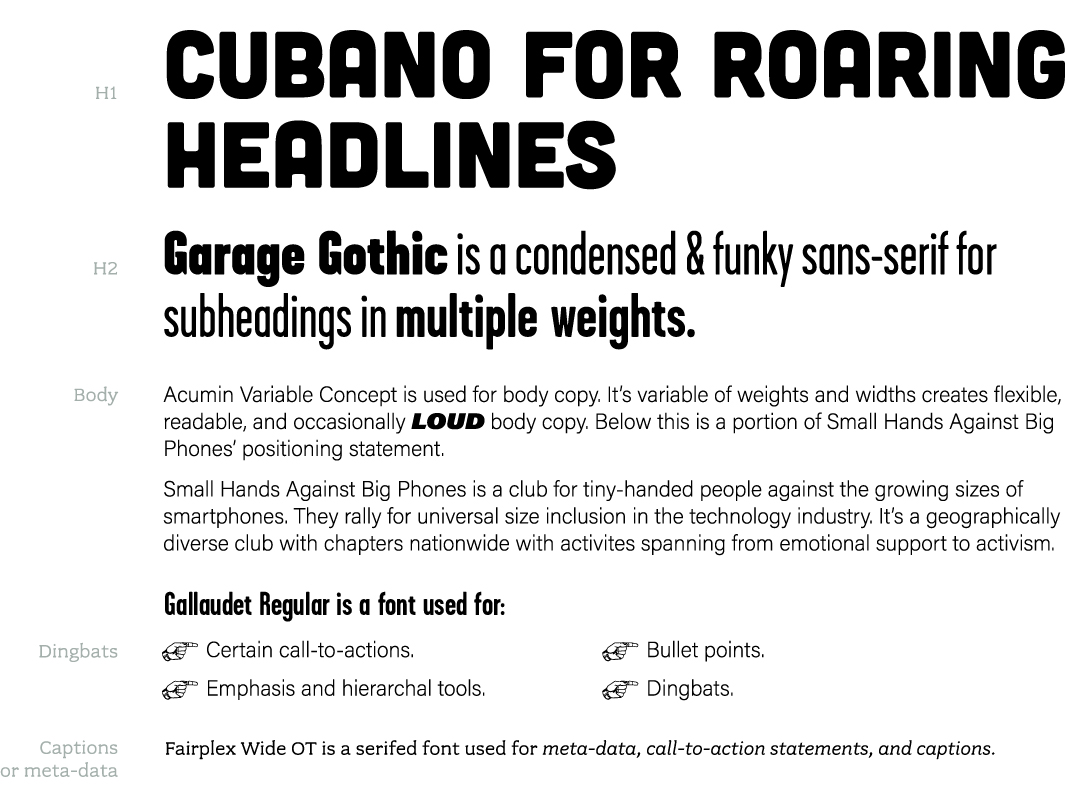 H1
CUBANO FOR ROARING
HEADLINES
H2
Garage Gothic is a condensed & funky sans-serif for
subheadings in multiple weights.
Body
Acumin Variable Concept is used for body copy. It’s variable of weights and widths creates flexible,
readable, and occasionally LOUD body copy. Below this is a portion of Small Hands Against Big
Phones’ positioning statement.
Small Hands Against Big Phones is a club for tiny-handed people against the growing sizes of
smartphones. They rally for universal size inclusion in the technology industry. It’s a geographically
diverse club with chapters nationwide with activites spanning from emotional support to activism.
Gallaudet Regular is a font used for:
Dingbats
Certain call-to-actions.
Bullet points.
Emphasis and hierarchal tools.
Dingbats.
Captions
or meta-data
Fairplex Wide OT is a serifed font used for meta-data, call-to-action statements, and captions.